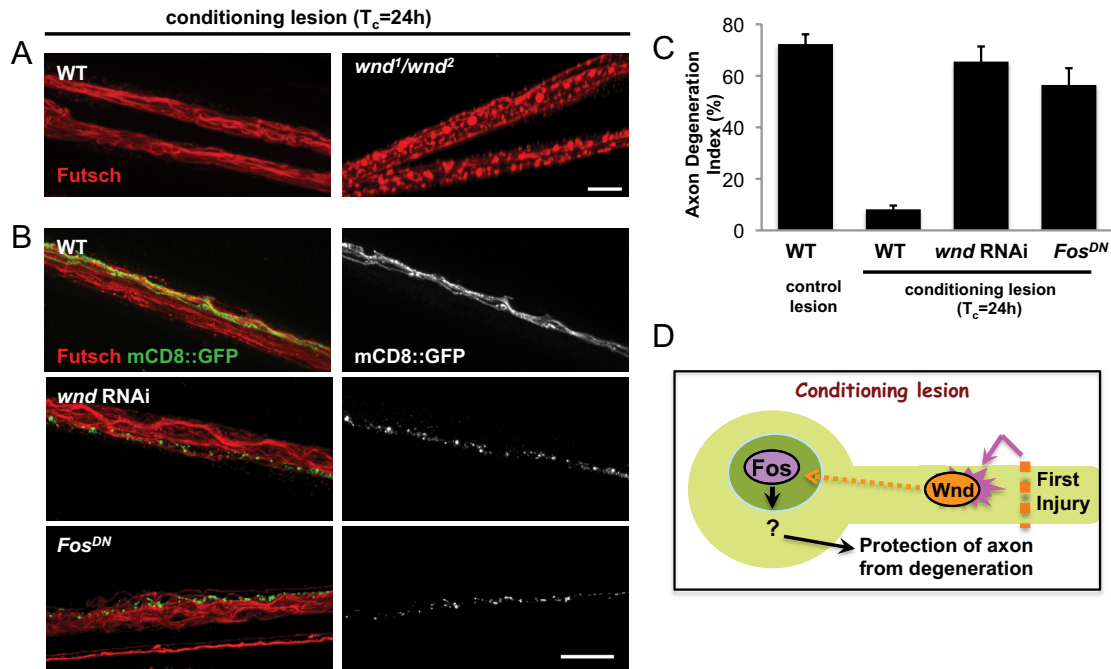 conditioning lesion (Tc=24h)
A
WT
Futsch
wnd1/wnd2
B
WT
Futsch mCD8::GFP
mCD8::GFP
wnd RNAi
FosDN
C
Axon Degeneration
Index (%)
80
60
40
20
0
WT
WT
wnd RNAi
FosDN
control
lesion
conditioning lesion
(Tc=24h)
D
Conditioning lesion
Fos
?
Wnd
First
Injury
Protection of axon
from degeneration